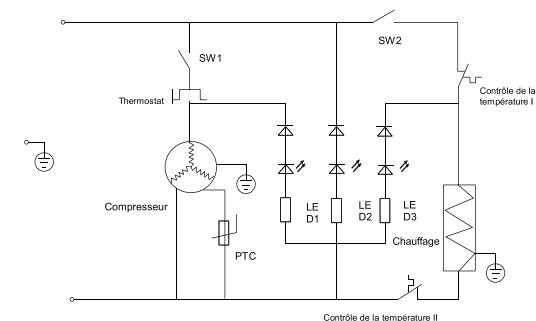 SW2
SW1
Contrôle de la
température I
Thermostat
Compresseur
LE
D1
LE
D2
LE
D3
Chauffage
PTC
Contrôle de la température II